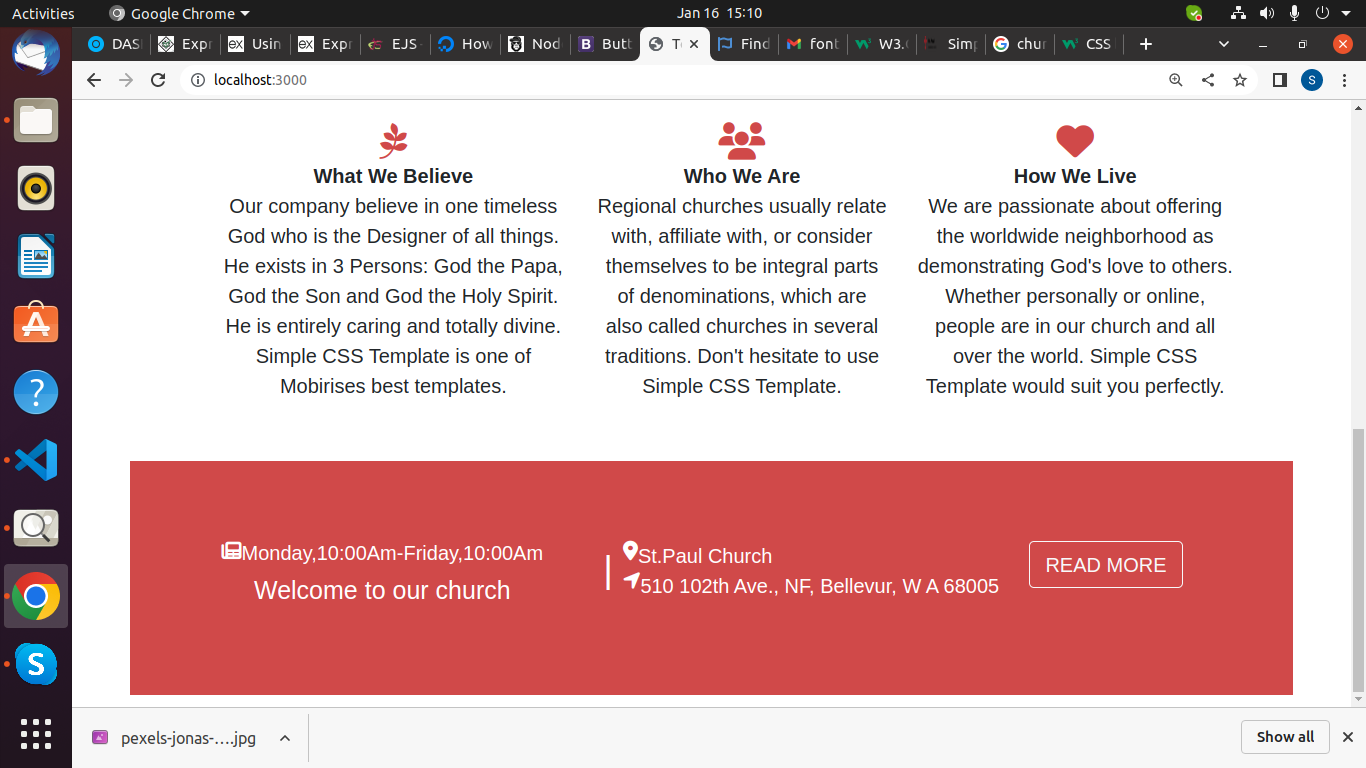 Activities Google Chrome Jan 16 15:10
DAS Expr Usin Expr EJS How Nod Butt Find font W3. Simp chur CSS
localhost:3000 S
What We Believe
Our company believe in one timeless
God who is the Designer of all things.
He exists in 3 Persons: God the Papa,
God the Son and God the Holy Spirit.
He is entirely caring and totally divine.
Simple CSS Template is one of
Mobirises best templates.
Who We Are
Regional churches usually relate
with, affiliate with, or consider
themselves to be integral parts
of denominations, which are
also called churches in several
traditions. Don't hesitate to use
Simple CSS Template.
How We Live
We are passionate about offering
the worldwide neighborhood as
demonstrating God's love to others.
Whether personally or online,
people are in our church and all
over the world. Simple CSS
Template would suit you perfectly.
Monday,10:00Am-Friday,10:00Am
Welcome to our church
St.Paul Church
510 102th Ave., NF, Bellevur, W A 68005
READ MORE
pexels-jonas-....jpg Show all